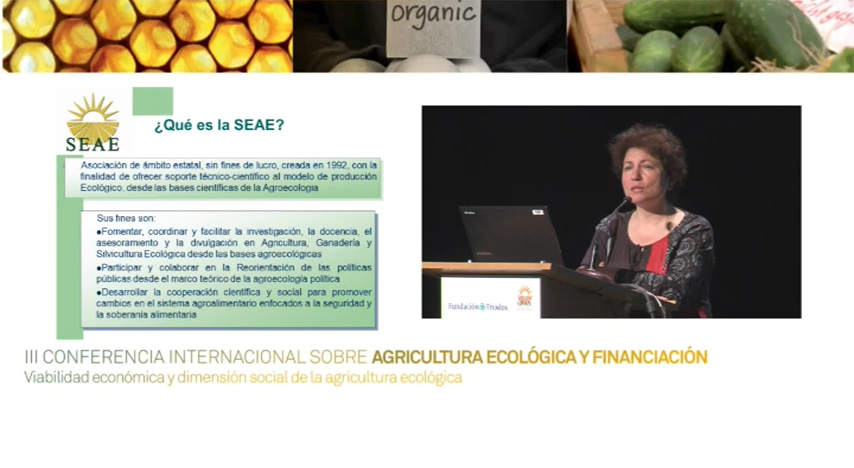 organic
SEAE
¿Qué es la SEAE?
Asociación de ámbito estatal, sin fines de lucro, creada en 1992, con la
finalidad de ofrecer soporte técnico-científico al modelo de producción
Ecológico, desde las bases científicas de la Agroecología
Sus fines son:
●Fomentar, coordinar y facilitar la investigación, la docencia, el
asesoramiento y la divulgación en Agricultura, Ganadería y
Silvicultura Ecológica desde las bases agroecológicas
●Participar y colaborar en la Reorientación de las políticas
públicas desde el marco teórico de la agroecología política
●Desarrollar la cooperación científica y social para promover
cambios en el sistema agroalimentario enfocados a la seguridad y
la soberanía alimentaria
Fundación Triodos
III CONFERENCIA INTERNACIONAL SOBRE AGRICULTURA ECOLÓGICA Y FINANCIACIÓN
Viabilidad económica y dimensión social de la agricultura ecológica